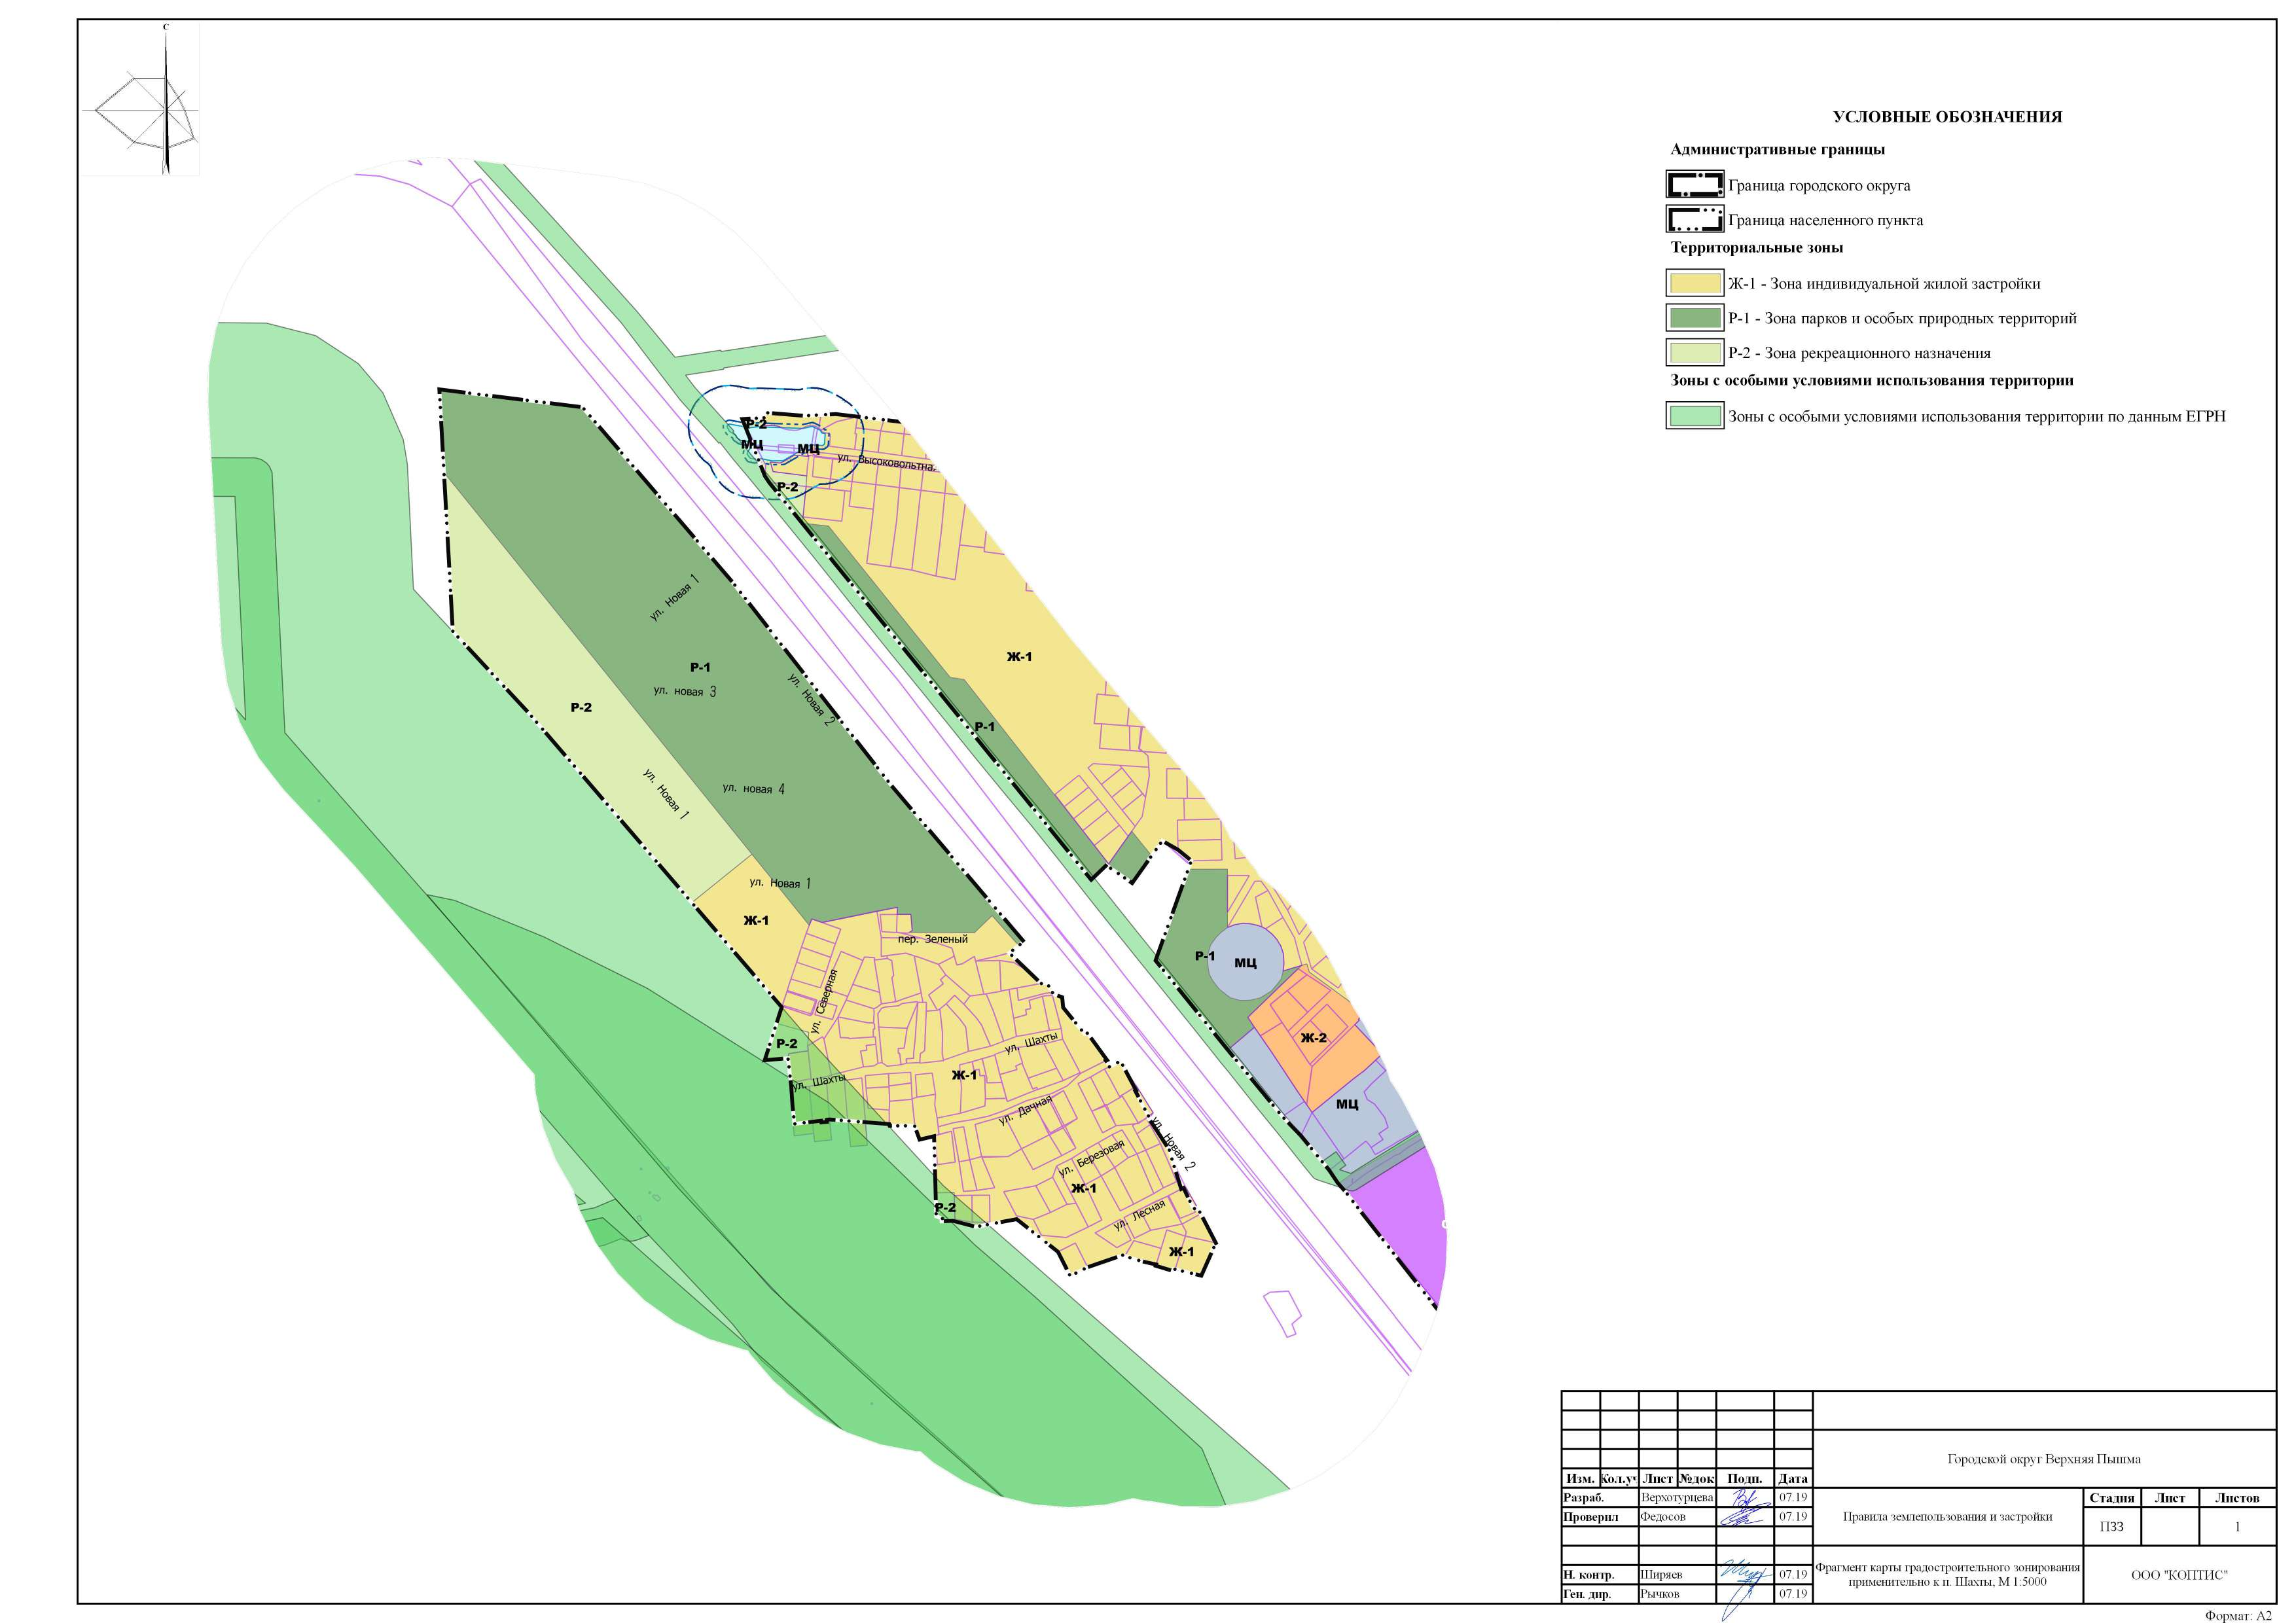 С
УСЛОВНЫЕ ОБОЗНАЧЕНИЯ
Административные границы
Граница городского округа
Граница населенного пункта
Территориальные зоны
Ж-1 - Зона индивидуальной жилой застройки
Р-1 - Зона парков и особых природных территорий
Р-2 - Зона рекреационного назначения
Зоны с особыми условиями использования территории
Зоны с особыми условиями использования территории по данным ЕГРН
Р-2
МЦ
МЦ
ул. Высоковольтная
Р-2
ул. Новая 1
Ж-1
Р-1
ул. новая 3
ул. Новая 2
Р-2
Р-1
ул. Новая 1
ул. новая 4
ул. Новая 1
Ж-1
пер. Зеленый
Р-1
МЦ
ул. Северная
Р-2
ул. Шахты
Ж-2
ул. Шахты
Ж-1
ул. Дачная
МЦ
ул. Новая 2
ул. Березовая
Ж-1
Р-2
ул. Лесная
Ж-1
Городской округ Верхняя Пышма
Изм. Кол.уч Лист №док Подп. Дата
Разраб. Верхотурцева 07.19
Проверил Федосов 07.19
Правила землепользования и застройки
Стадия Лист Листов
ПЗЗ 1
Н. контр. Ширяев 07.19
Ген. дир. Рычков 07.19
Фрагмент карты градостроительного зонирования
применительно к п. Шахты, М 1:5000
ООО "КОПТИС"
Формат: А2